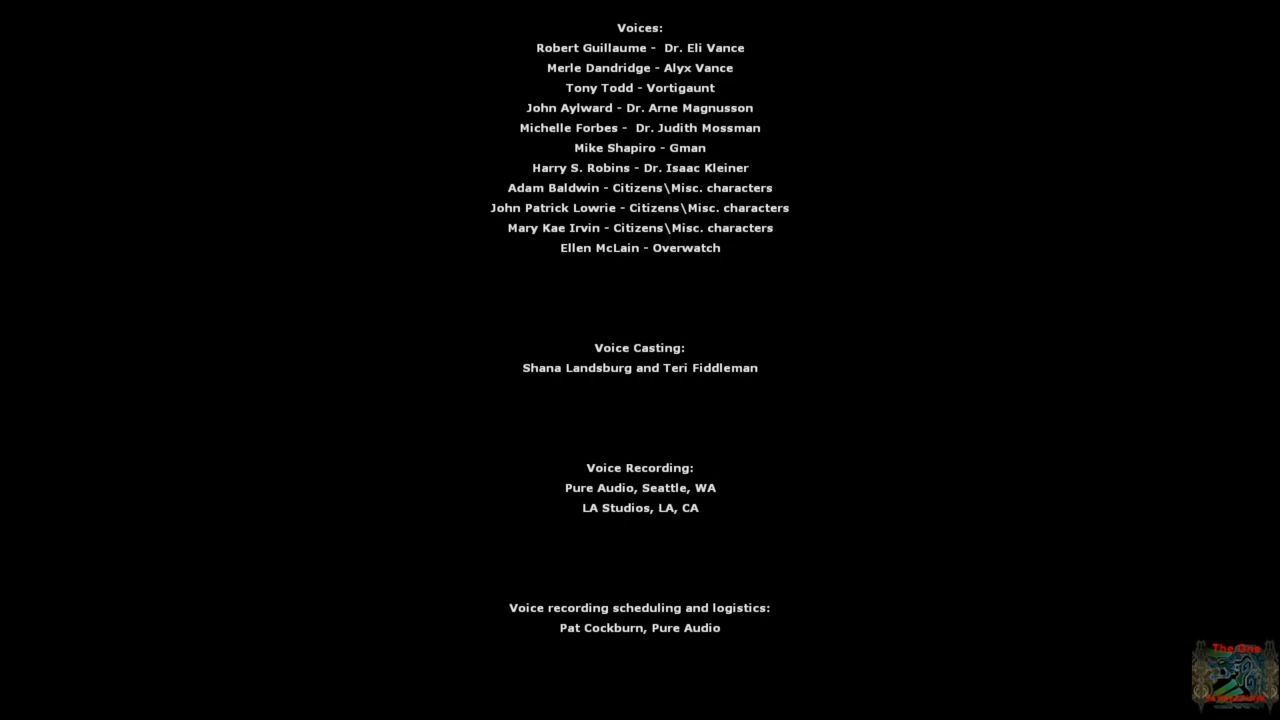 Voices:
Robert Guillaume -  Dr. Eli Vance
Merle Dandridge - Alyx Vance
Tony Todd - Vortigaunt
John Aylward - Dr. Arne Magnusson
Michelle Forbes -  Dr. Judith Mossman
Mike Shapiro - Gman
Harry S. Robins - Dr. Isaac Kleiner
Adam Baldwin - Citizens\Misc. characters
John Patrick Lowrie - Citizens\Misc. characters
Mary Kae Irvin - Citizens\Misc. characters
Ellen McLain - Overwatch
Voice Casting:
Shana Landsburg and Teri Fiddleman
Voice Recording:
Pure Audio, Seattle, WA
LA Studios, LA, CA
Voice recording scheduling and logistics:
Pat Cockburn, Pure Audio
The One